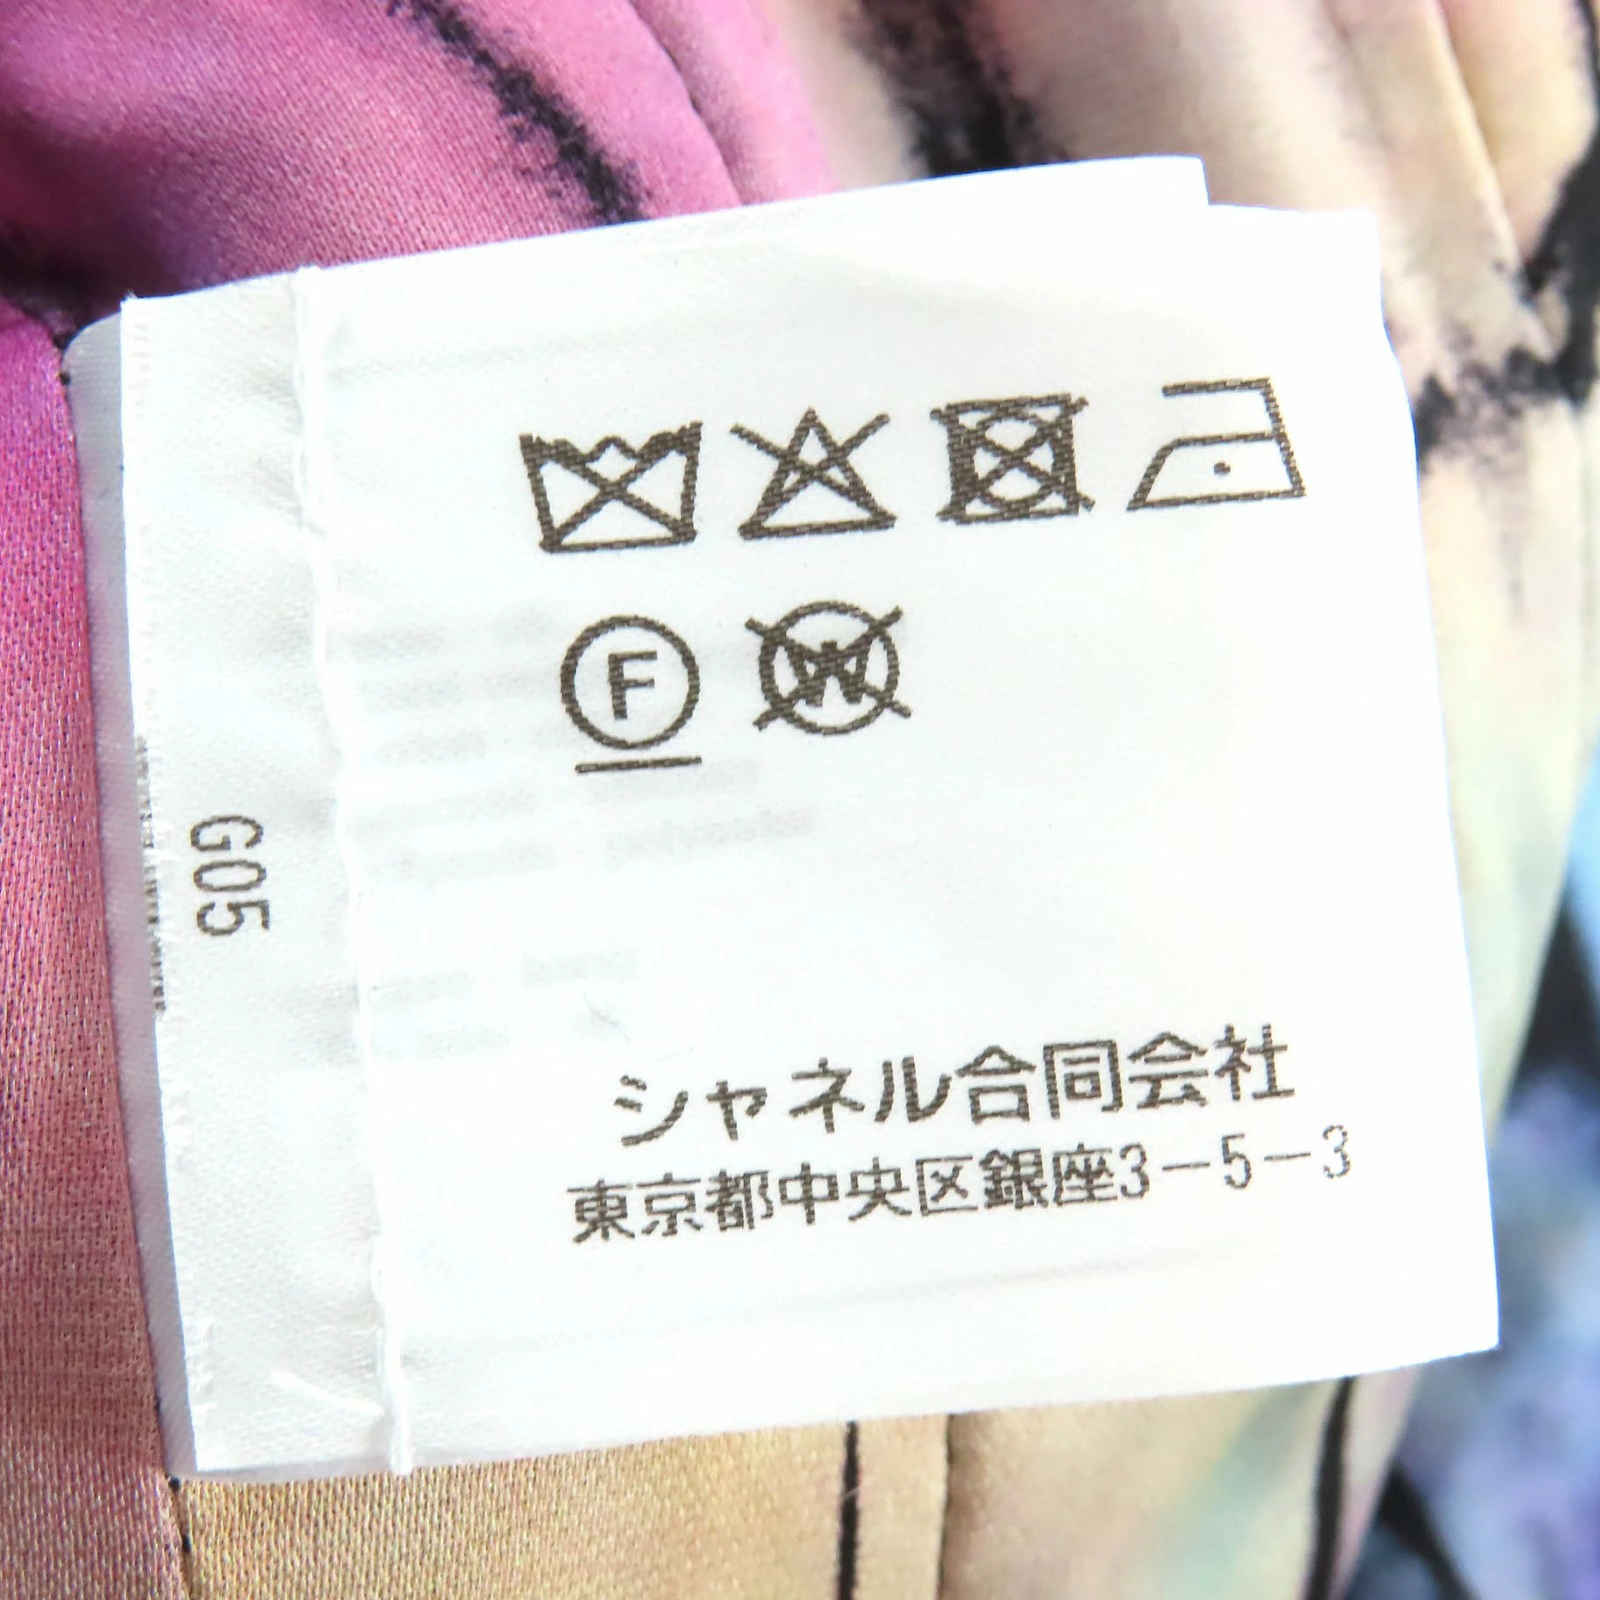 F W
G05
シャネル合同会社
東京都中央区銀座3-5-3